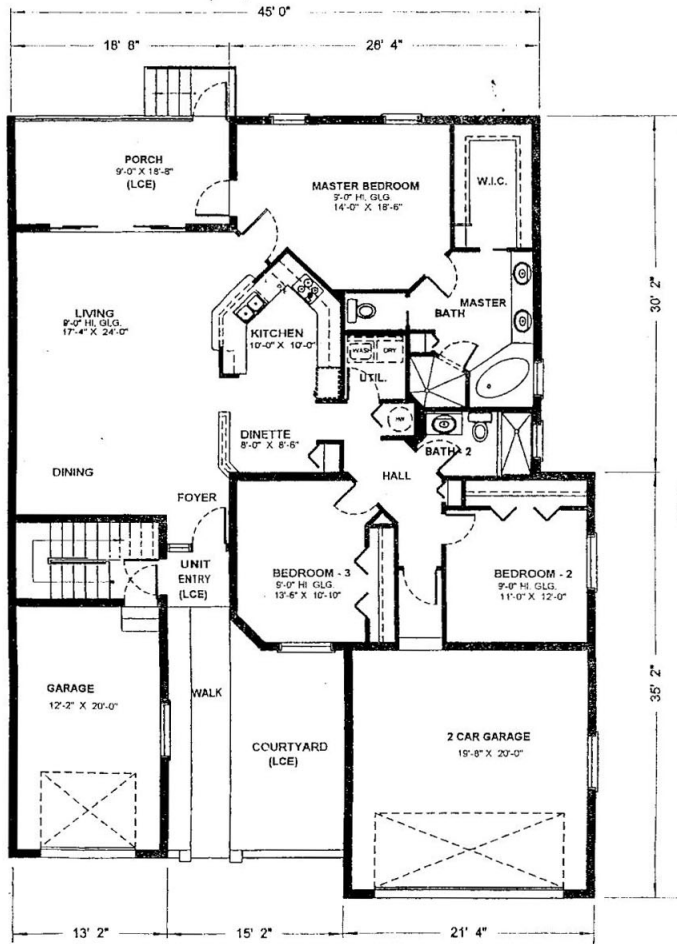 45' 0"
18' 8"
26' 4"
PORCH
9'-0" X 18'-8"
(LCE)
MASTER BEDROOM
9'-0" HI, GLG.
14'-0" X 18'-6"
W.I.C.
30' 2"
LIVING
9'-0" HI, GLG.
17'-4" X 24'-0"
KITCHEN
10'-0" X 10'-0"
MASTER
BATH
WASH
DRY
UTIL.
HW
DINETTE
8'-0" X 8'-6"
BATH - 2
DINING
HALL
FOYER
UNIT
ENTRY
(LCE)
BEDROOM - 3
9'-0" HI GLG.
13'-6" X 10'-10"
BEDROOM - 2
9'-0" HI GLG.
11'-0" X 12'-0"
35' 2"
GARAGE
12'-2" X 20'-0"
WALK
COURTYARD
(LCE)
2 CAR GARAGE
19'-8" X 20'-0"
13' 2"
15' 2"
21' 4"